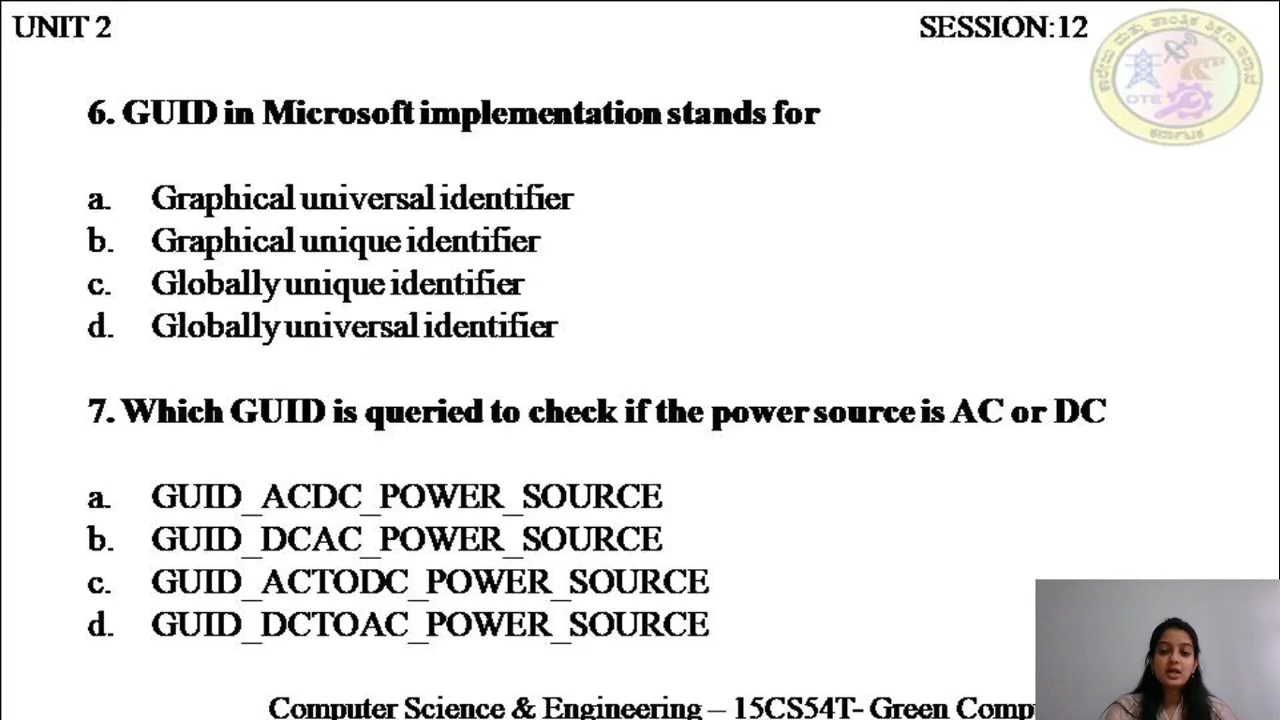 UNIT 2 SESSION:12
6. GUID in Microsoft implementation stands for
a. Graphical universal identifier
b. Graphical unique identifier
c. Globally unique identifier
d. Globally universal identifier
7. Which GUID is queried to check if the power source is AC or DC
a. GUID_ACDC_POWER_SOURCE
b. GUID_DCAC_POWER_SOURCE
c. GUID_ACTODC_POWER_SOURCE
d. GUID_DCTOAC_POWER_SOURCE
Computer Science & Engineering – 15CS54T- Green Comp
DTE